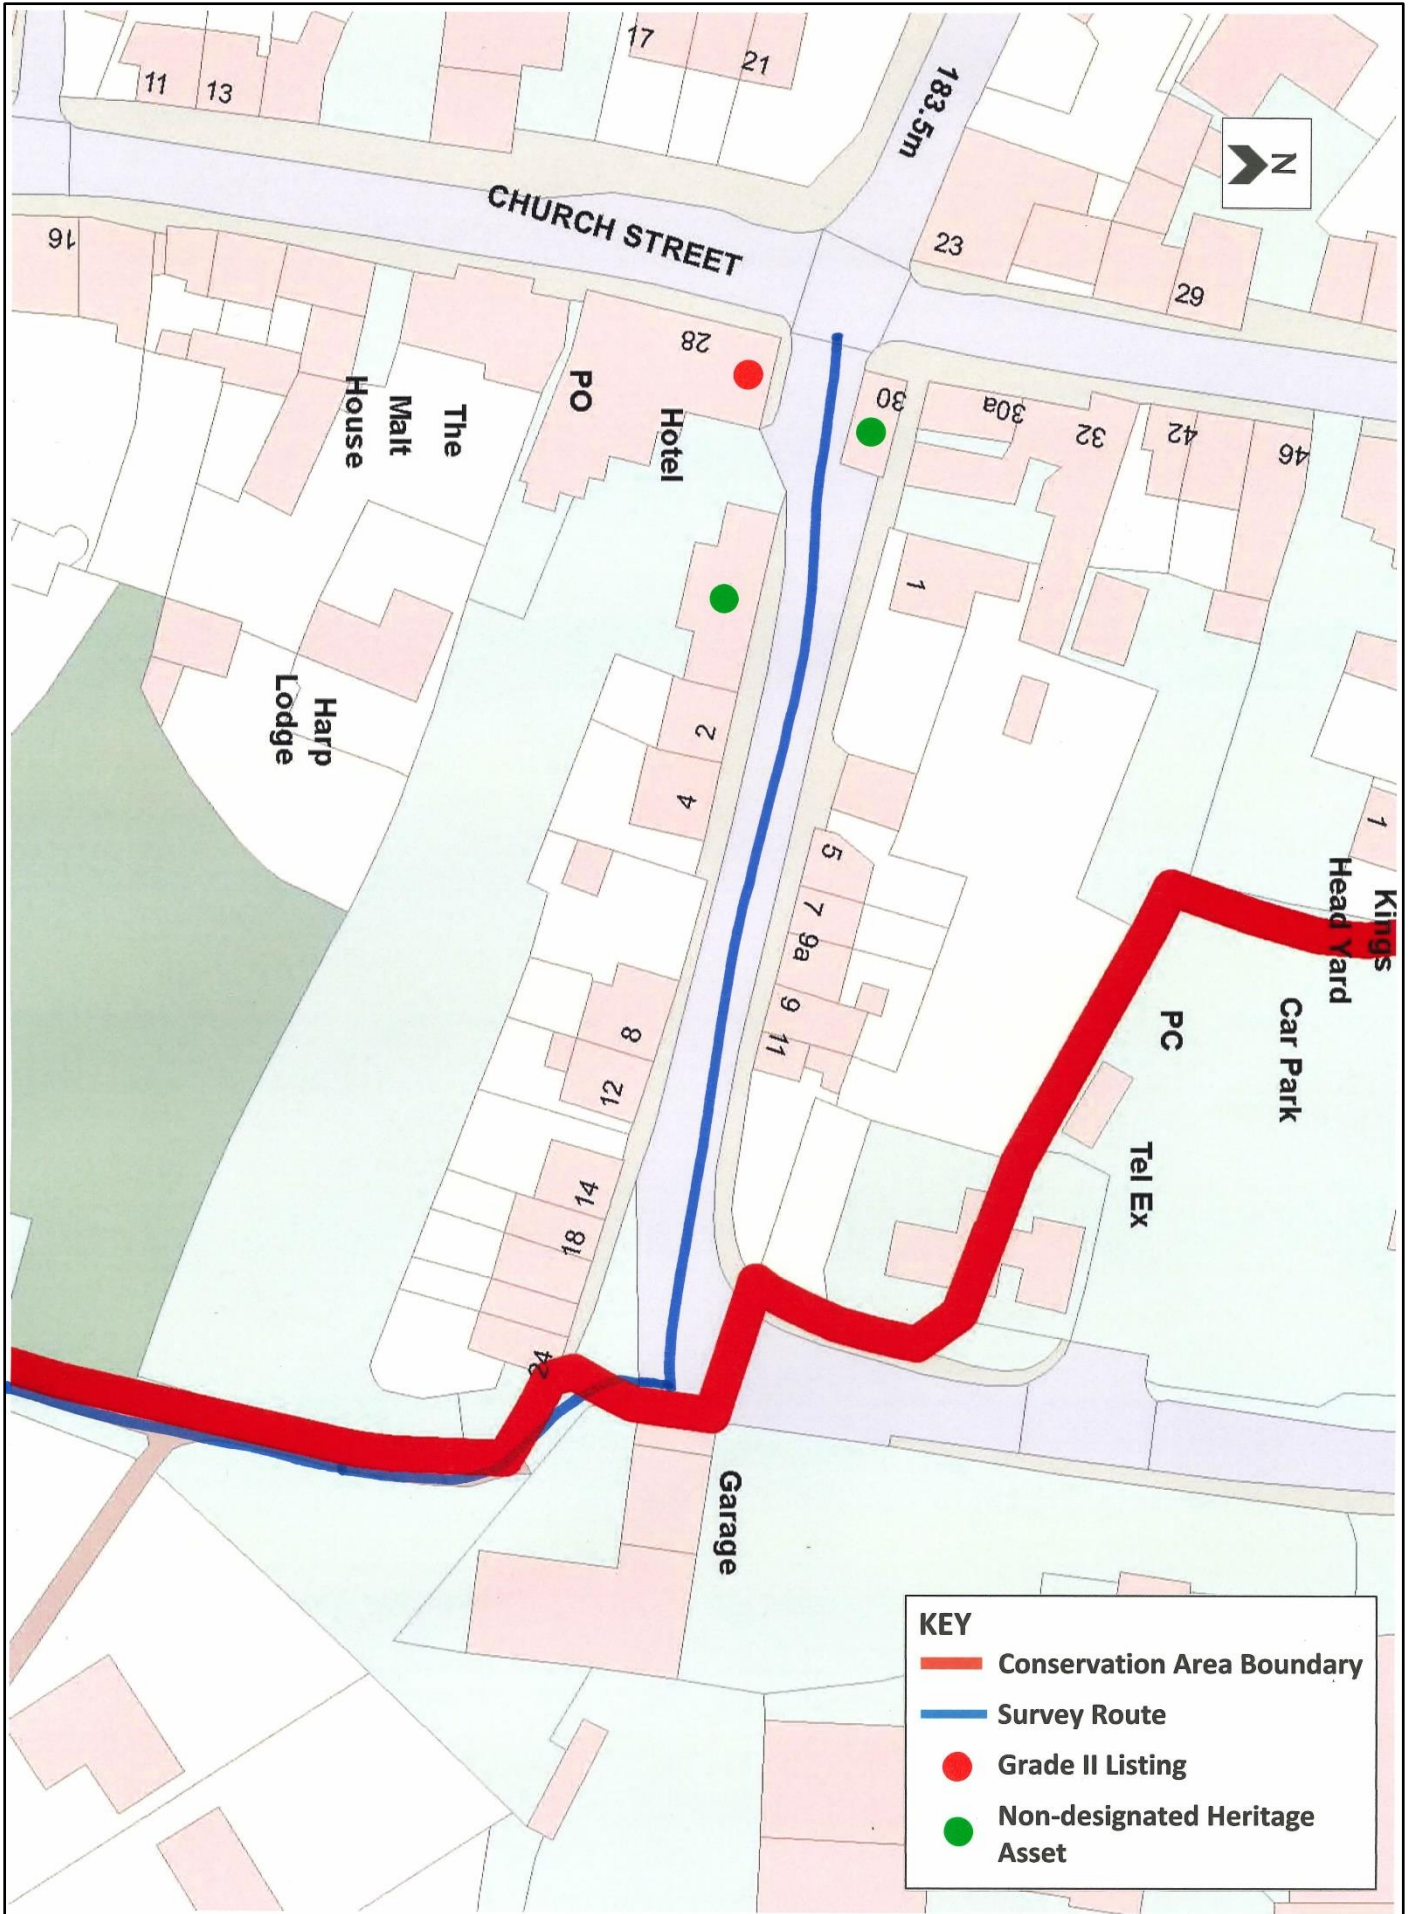 17
21
11
13
183.5m
N
CHURCH STREET
23
29
16
28
PO
Hotel
The
Malt
House
30
30a
32
42
46
1
Harp
Lodge
2
4
5
7
9a
9
11
1
Kings
Head Yard
Car Park
PC
Tel Ex
8
12
14
18
24
Garage
KEY
Conservation Area Boundary
Survey Route
Grade II Listing
Non-designated Heritage
Asset